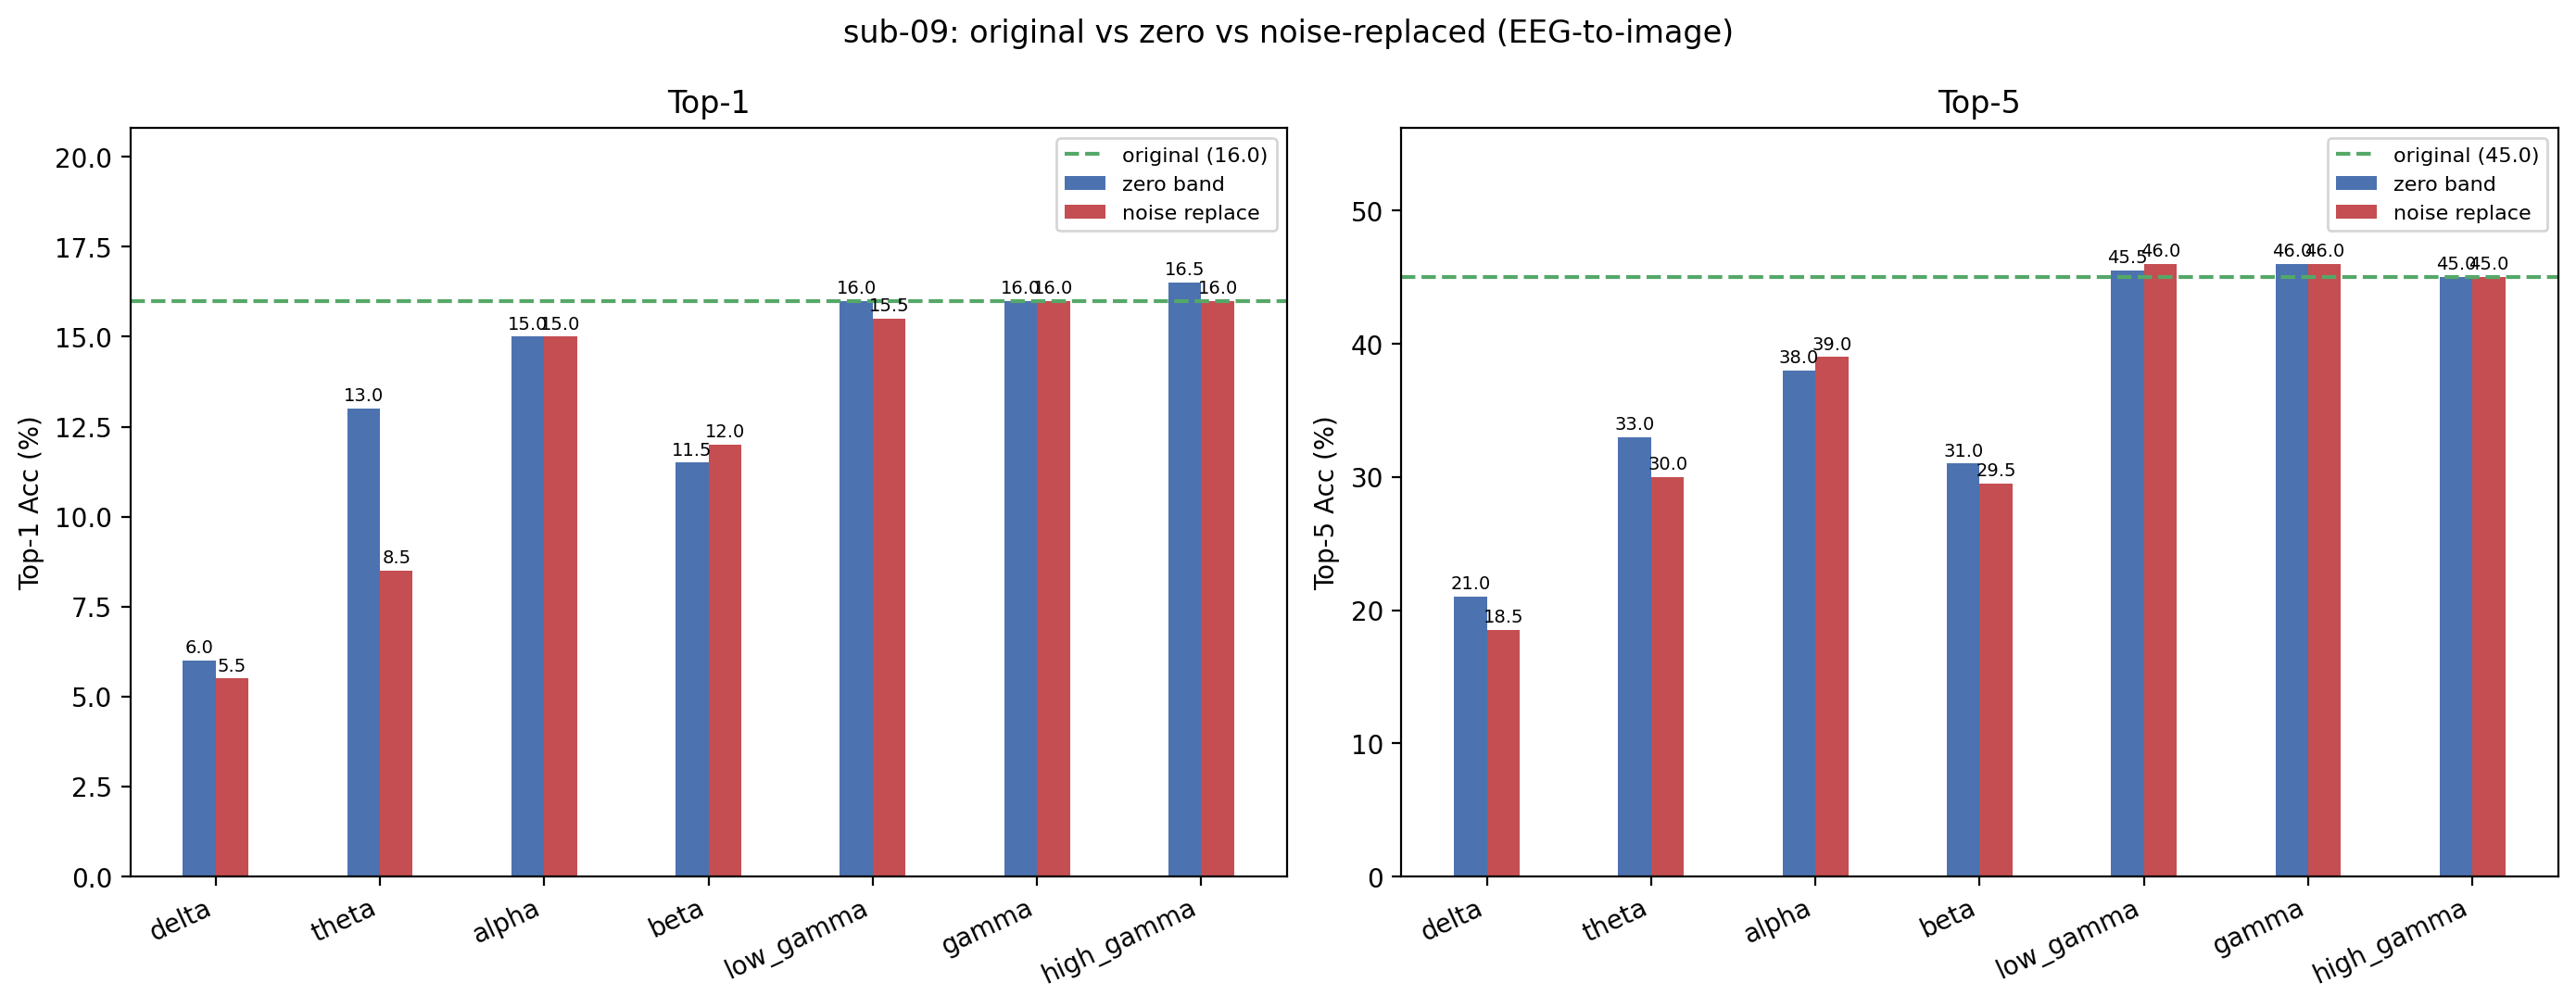 sub-09: original vs zero vs noise-replaced (EEG-to-image)
Top-1
Top-1 Acc (%)
20.0
17.5
15.0
12.5
10.0
7.5
5.0
2.5
0.0
original (16.0)
zero band
noise replace
6.0
5.5
13.0
8.5
15.0
15.0
11.5
12.0
16.0
15.5
16.0
16.0
16.5
16.0
delta
theta
alpha
beta
low_gamma
gamma
high_gamma
Top-5
Top-5 Acc (%)
50
40
30
20
10
0
original (45.0)
zero band
noise replace
21.0
18.5
33.0
30.0
38.0
39.0
31.0
29.5
45.5
46.0
46.0
46.0
45.0
45.0
delta
theta
alpha
beta
low_gamma
gamma
high_gamma